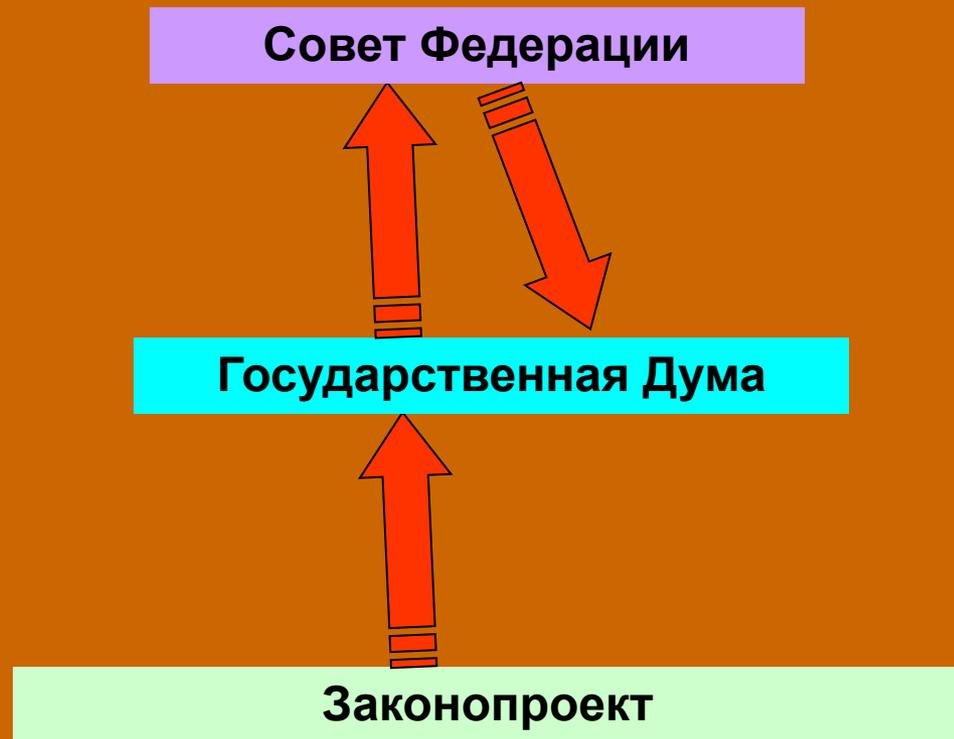 Совет Федерации
Государственная Дума
Законопроект